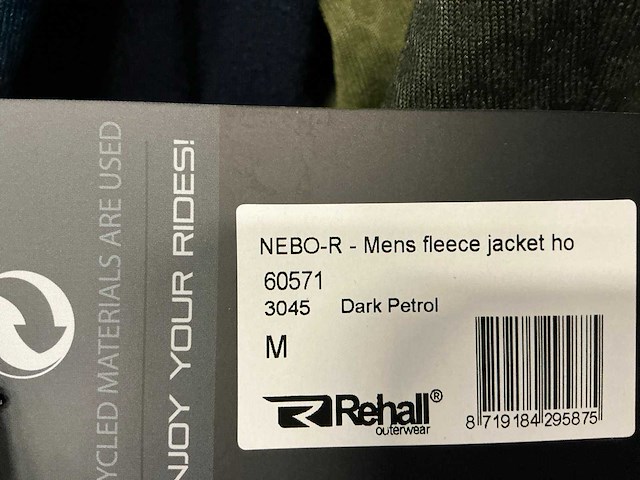 YCLED MATERIALS ARE USED
NJOY YOUR RIDES!
NEBO-R - Mens fleece jacket ho
60571
3045 Dark Petrol
M
Rehall®
outerwear
8 719184 295875